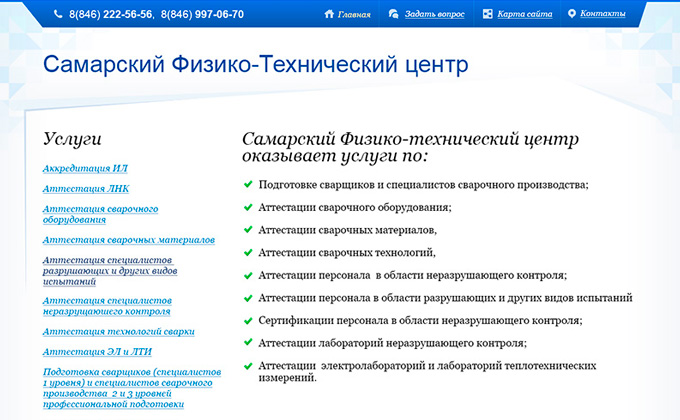 8(846) 222-56-56, 8(846) 997-06-70
Главная
Задать вопрос
Карта сайта
Контакты
Самарский Физико-Технический центр
Услуги
Аккредитация ИЛ
Аттестация ЛНК
Аттестация сварочного
оборудования
Аттестация сварочных материалов
Аттестация специалистов
разрушающих и других видов
испытаний
Аттестация специалистов
неразрущающего контроля
Аттестация технологий сварки
Аттестация ЭЛ и ЛТИ
Подготовка сварщиков (специалистов
1 уровня) и специалистов сварочного
производства 2 и 3 уровней
профессиональной подготовки
Самарский Физико-технический центр
оказывает услуги по:
Подготовке сварщиков и специалистов сварочного производства;
Аттестации сварочного оборудования;
Аттестации сварочных материалов,
Аттестации сварочных технологий,
Аттестации персонала в области неразрушающего контроля;
Аттестации персонала в области разрушающих и других видов испытаний
Сертификации персонала в области неразрушающего контроля;
Аттестации лабораторий неразрушающего контроля;
Аттестации электролабораторий и лабораторий теплотехнических
измерений.